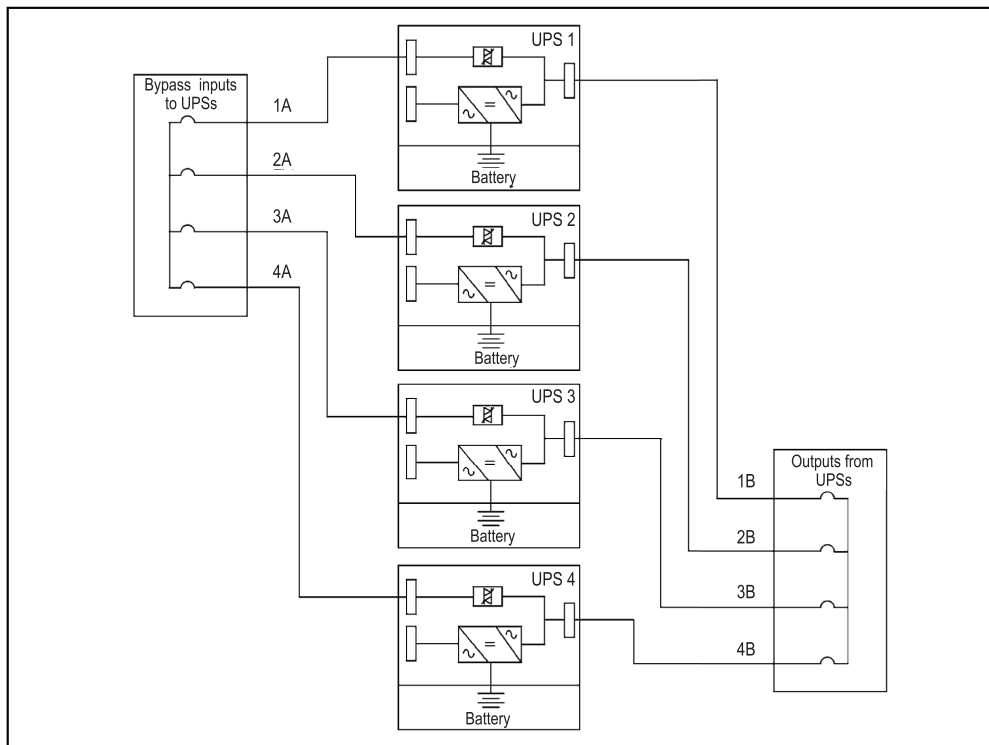 Bypass inputs
to UPSs
1A
2A
3A
4A
UPS 1
Battery
UPS 2
Battery
UPS 3
Battery
UPS 4
Battery
Outputs from
UPSs
1B
2B
3B
4B